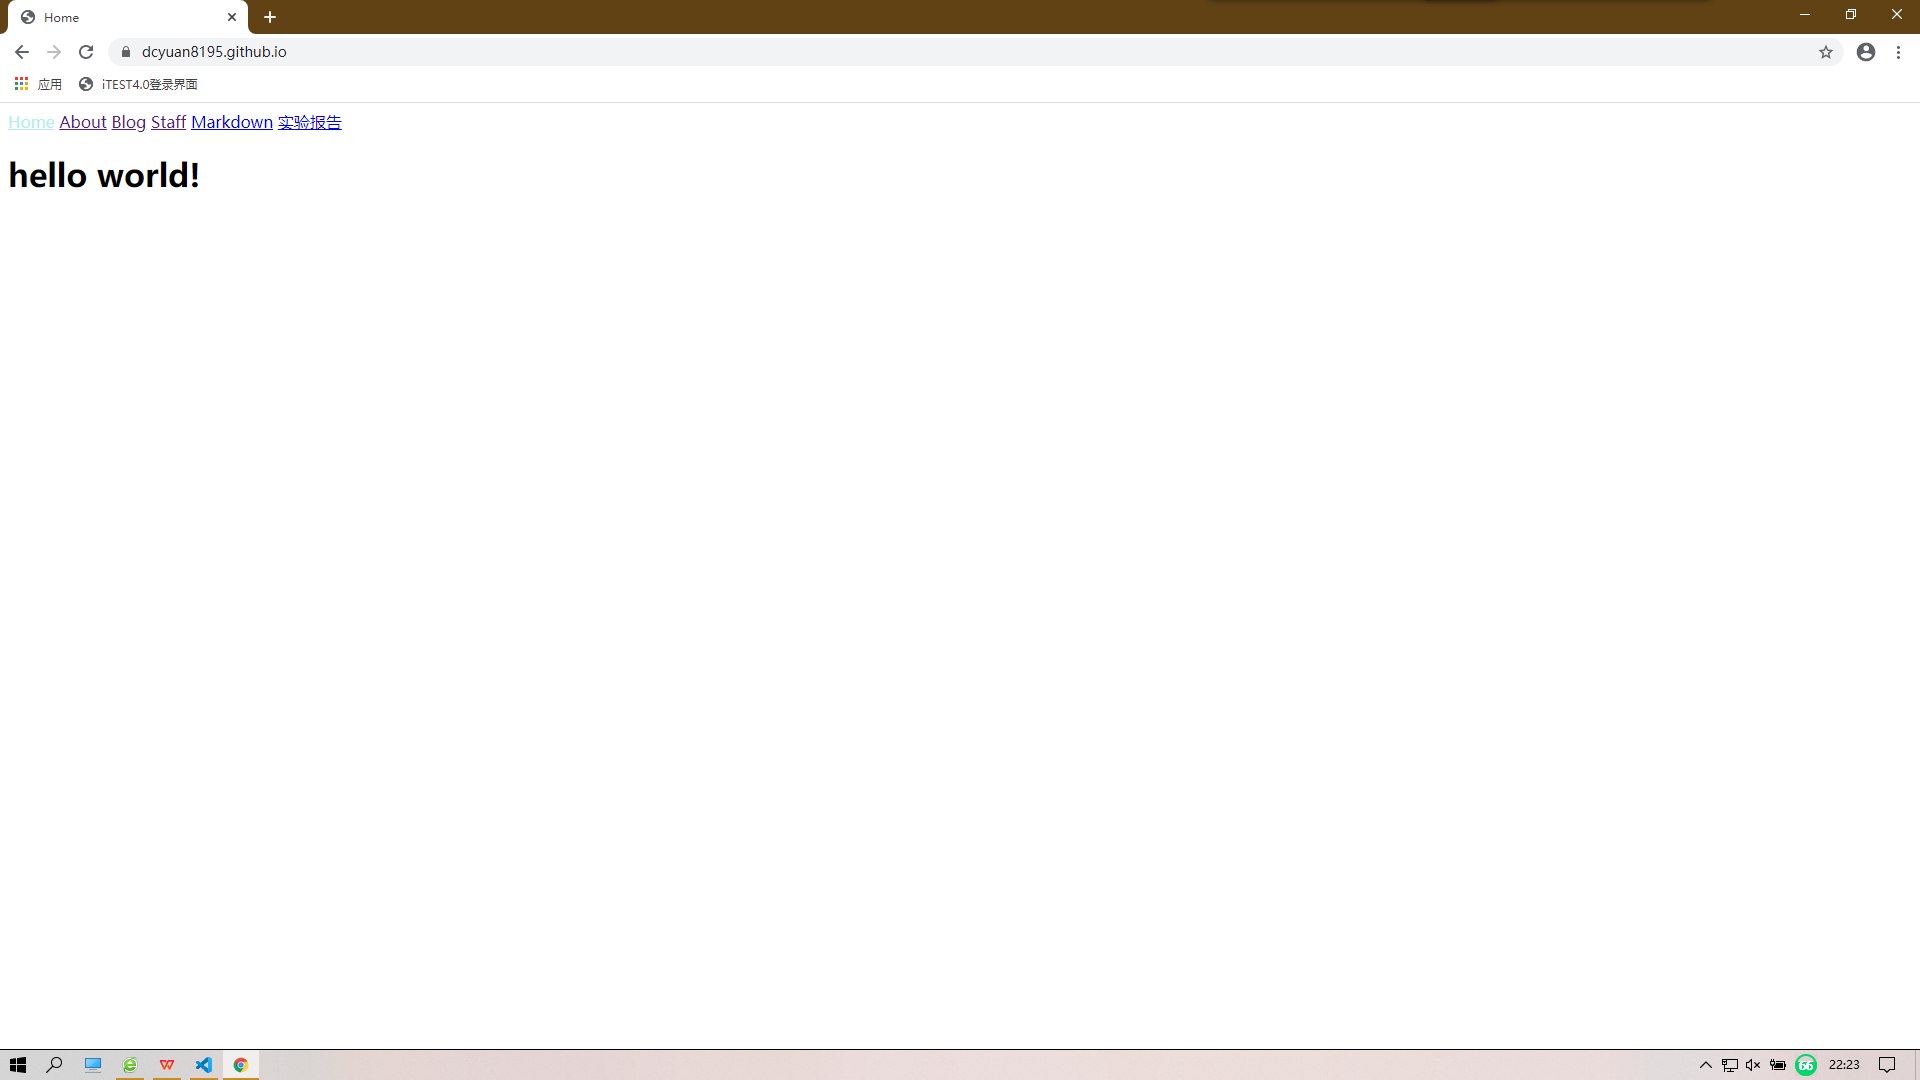 Home
dcyuan8195.github.io
应用 iTEST4.0登录界面
Home About Blog Staff Markdown 实验报告
hello world!
66 22:23